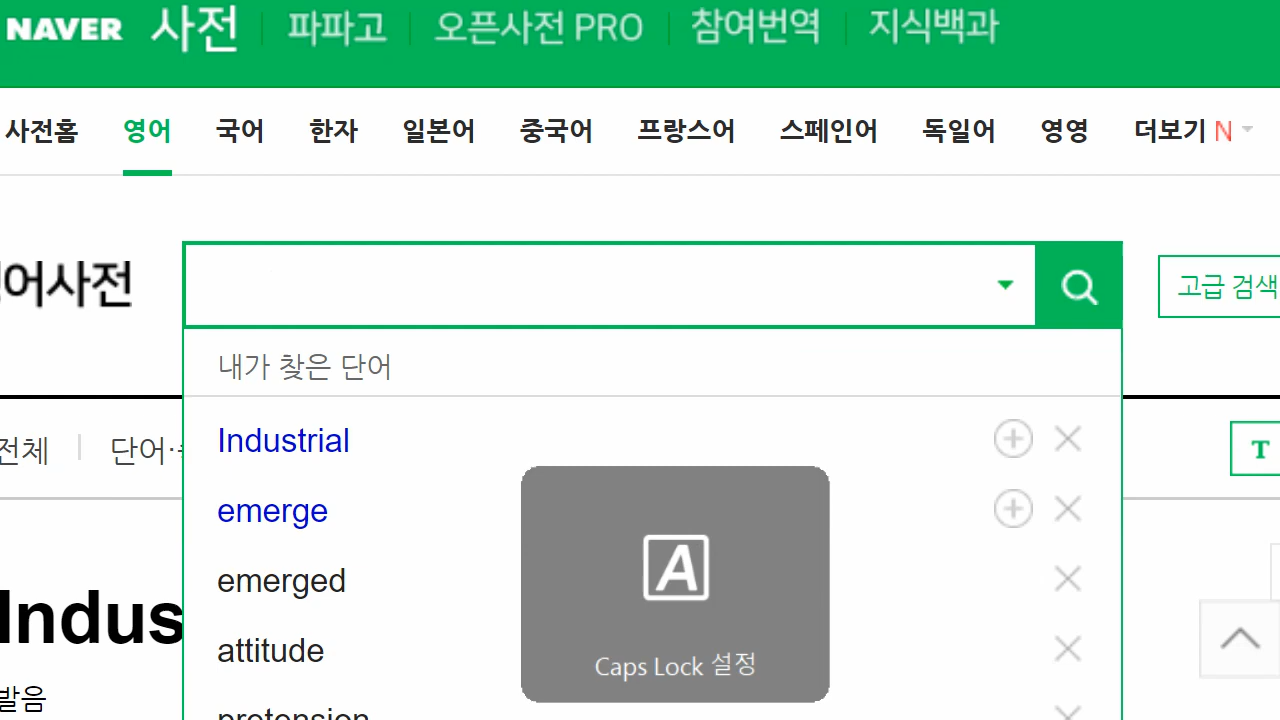 NAVER 사전 파파고 오픈사전 PRO 참여번역 지식백과
사전홈 영어 국어 한자 일본어 중국어 프랑스어 스페인어 독일어 영영 더보기 N
어사전
고급 검색
내가 찾은 단어
전체 단어·
T
Industrial
emerge
emerged
A
Indus
attitude
Caps Lock 설정
발음
pretension